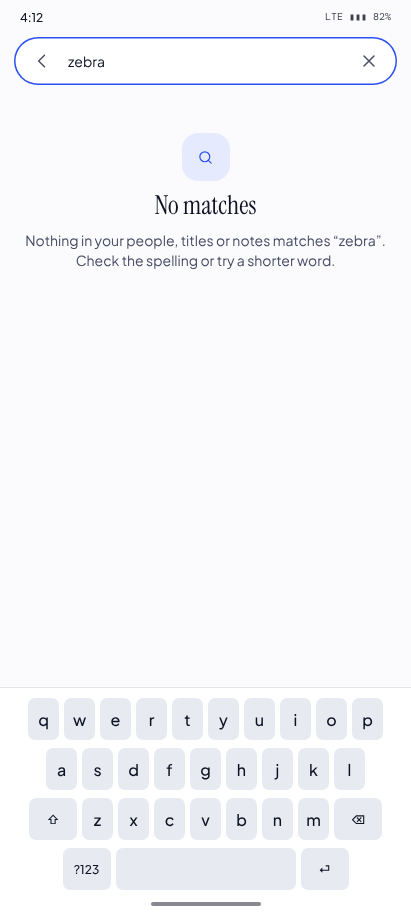 4:12
LTE 82%
zebra
No matches
Nothing in your people, titles or notes matches “zebra”.
Check the spelling or try a shorter word.
q w e r t y u i o p
a s d f g h j k l
z x c v b n m
?123